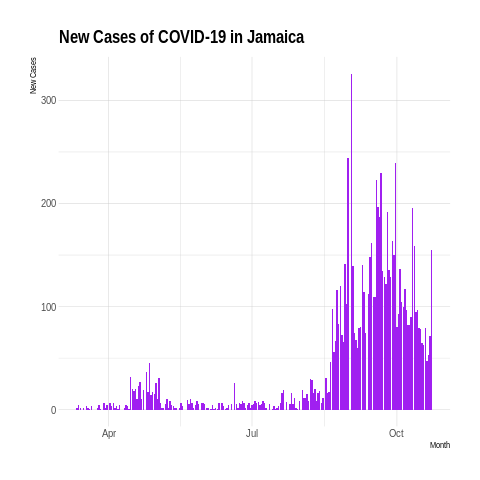 New Cases of COVID-19 in Jamaica
New Cases
300
200
100
0
Apr
Jul
Oct
Month